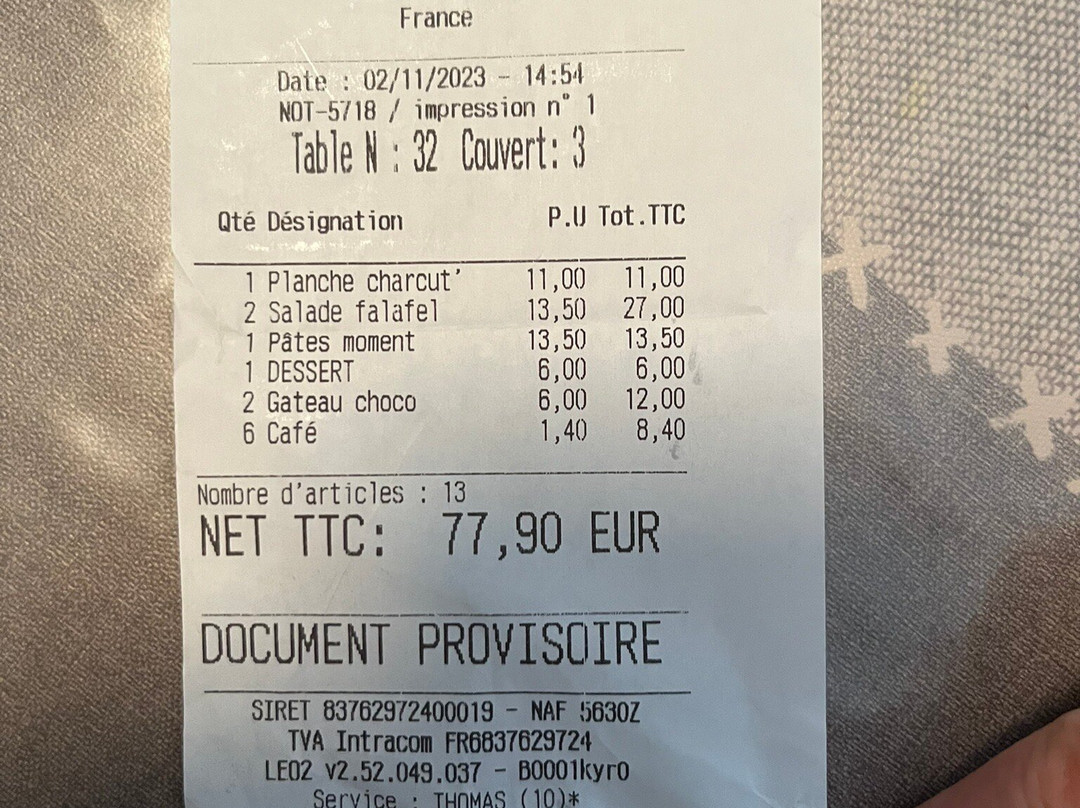 France
Date : 02/11/2023 - 14:54
NOT-5718 / impression n° 1
Table N : 32 Couvert: 3
Qté Désignation P.U Tot.TTC
1 Planche charcut' 11,00 11,00
2 Salade falafel 13,50 27,00
1 Pâtes moment 13,50 13,50
1 DESSERT 6,00 6,00
2 Gateau choco 6,00 12,00
6 Café 1,40 8,40
Nombre d'articles : 13
NET TTC: 77,90 EUR
DOCUMENT PROVISOIRE
SIRET 83762972400019 - NAF 5630Z
TVA Intracom FR6837629724
LEO2 v2.52.049.037 - B0001kyr0
Service : THOMAS (10)*